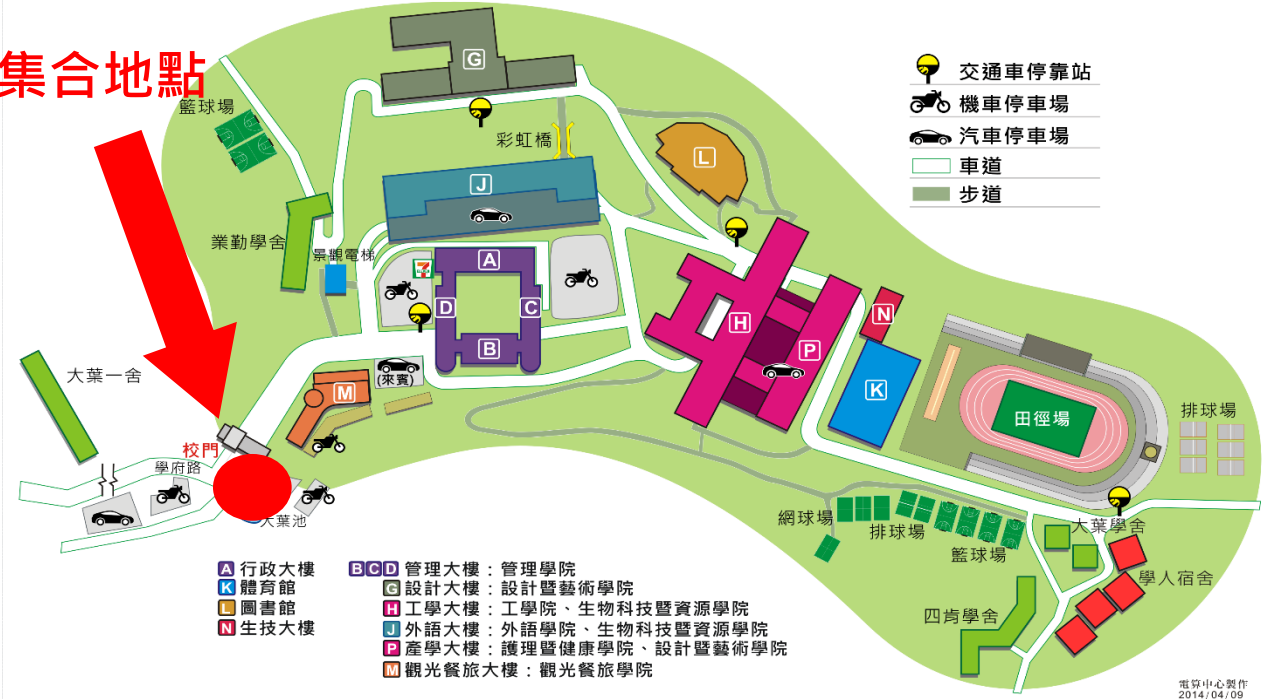 集合地點
籃球場
G
彩虹橋
L
交通車停靠站
機車停車場
汽車停車場
車道
步道
J
業勤學舍
景觀電梯
7
A
D
C
B
H
N
P
K
(來賓)
M
大葉一舍
田徑場
排球場
校門
學府路
大葉池
網球場
排球場
籃球場
大葉學舍
學人宿舍
四肯學舍
A 行政大樓
K 體育館
L 圖書館
N 生技大樓
B C D 管理大樓：管理學院
G 設計大樓：設計暨藝術學院
H 工學大樓：工學院、生物科技暨資源學院
J 外語大樓：外語學院、生物科技暨資源學院
P 產學大樓：護理暨健康學院、設計暨藝術學院
M 觀光餐旅大樓：觀光餐旅學院
電算中心製作
2014/04/09